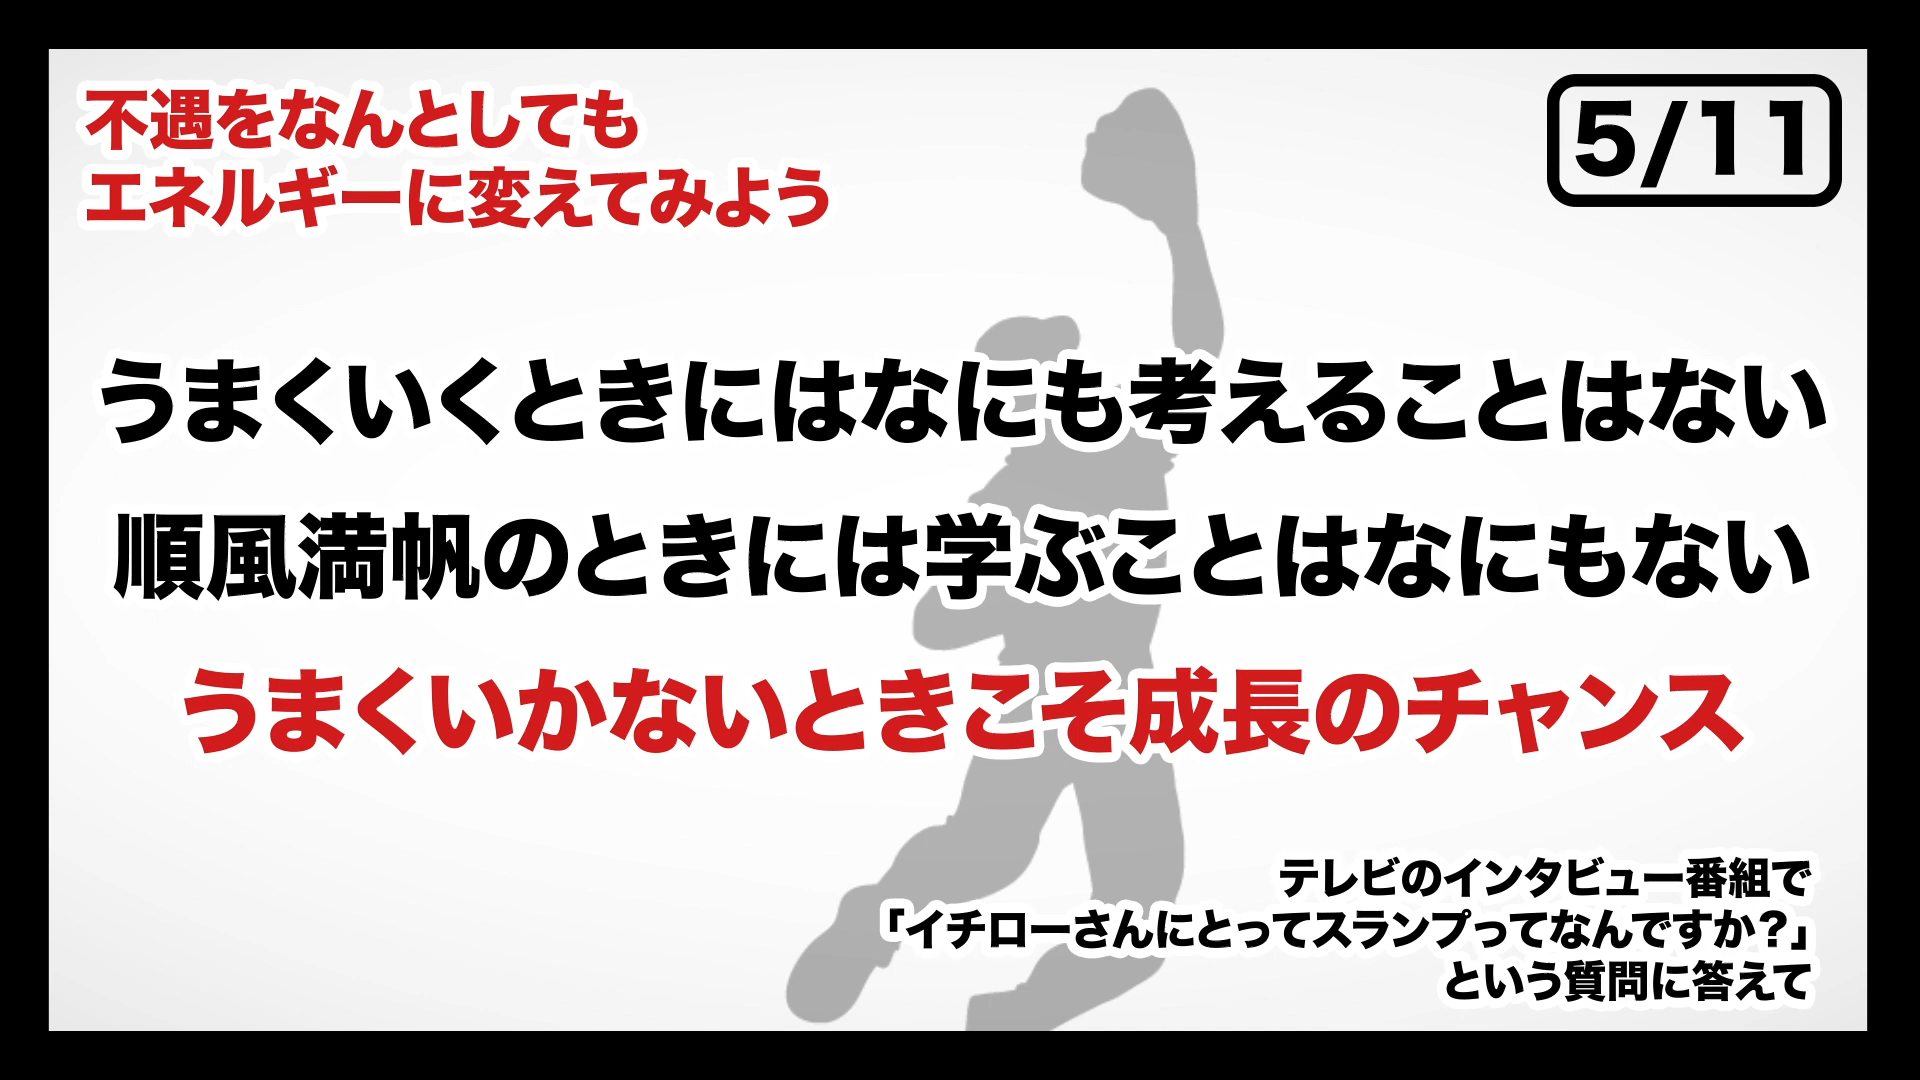 不遇をなんとしても
エネルギーに変えてみよう
5/11
うまくいくときにはなにも考えることはない
順風満帆のときには学ぶことはなにもない
うまくいかないときこそ成長のチャンス
テレビのインタビュー番組で
「イチローさんにとってスランプってなんですか？」
という質問に答えて